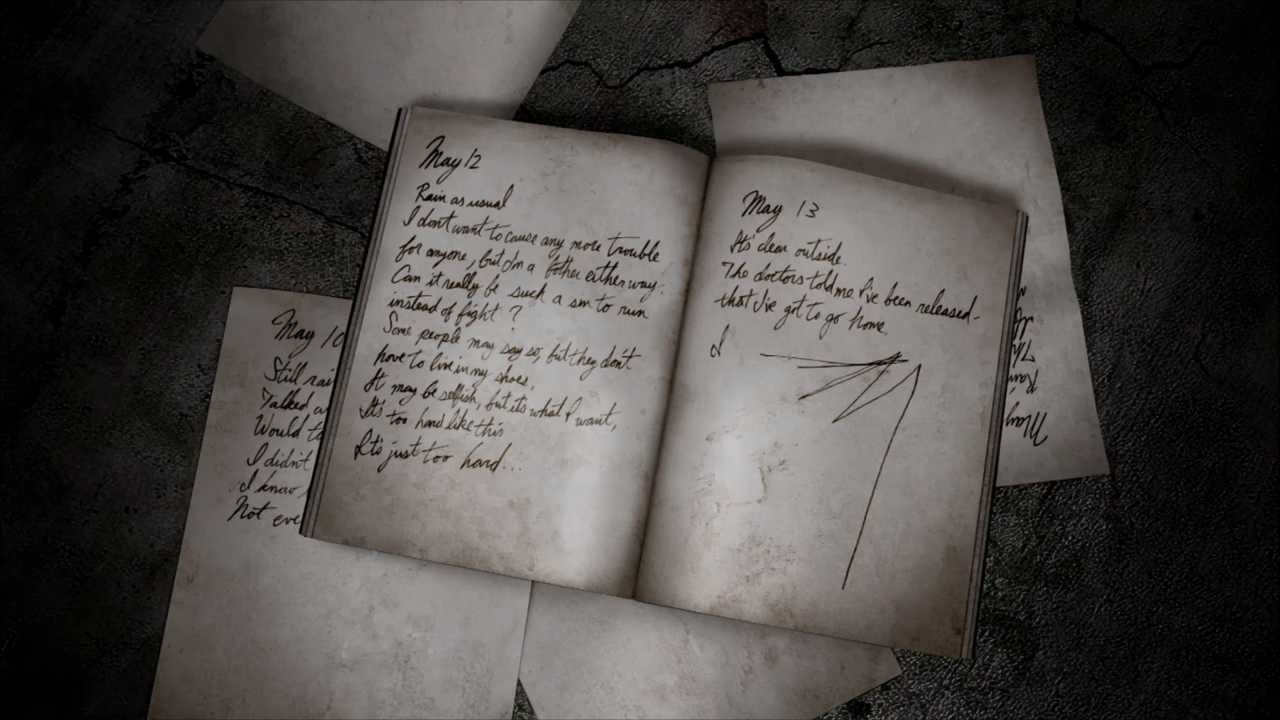 May 12
Rain as usual
I don't want to cause any more trouble
for anyone, but I'm a bother either way.
Can it really be such a sin to run
instead of fight ?
Some people may say so, but they don't
have to live in my shoes.
It may be selfish, but it's what I want,
It's too hard like this
It's just too hard...
May 13
It's clear outside.
The doctors told me I've been released-
that I've got to go home.
I
May 10
Still rai
Talked a
Would to
I didn't
I know
Not eve
Rain
May